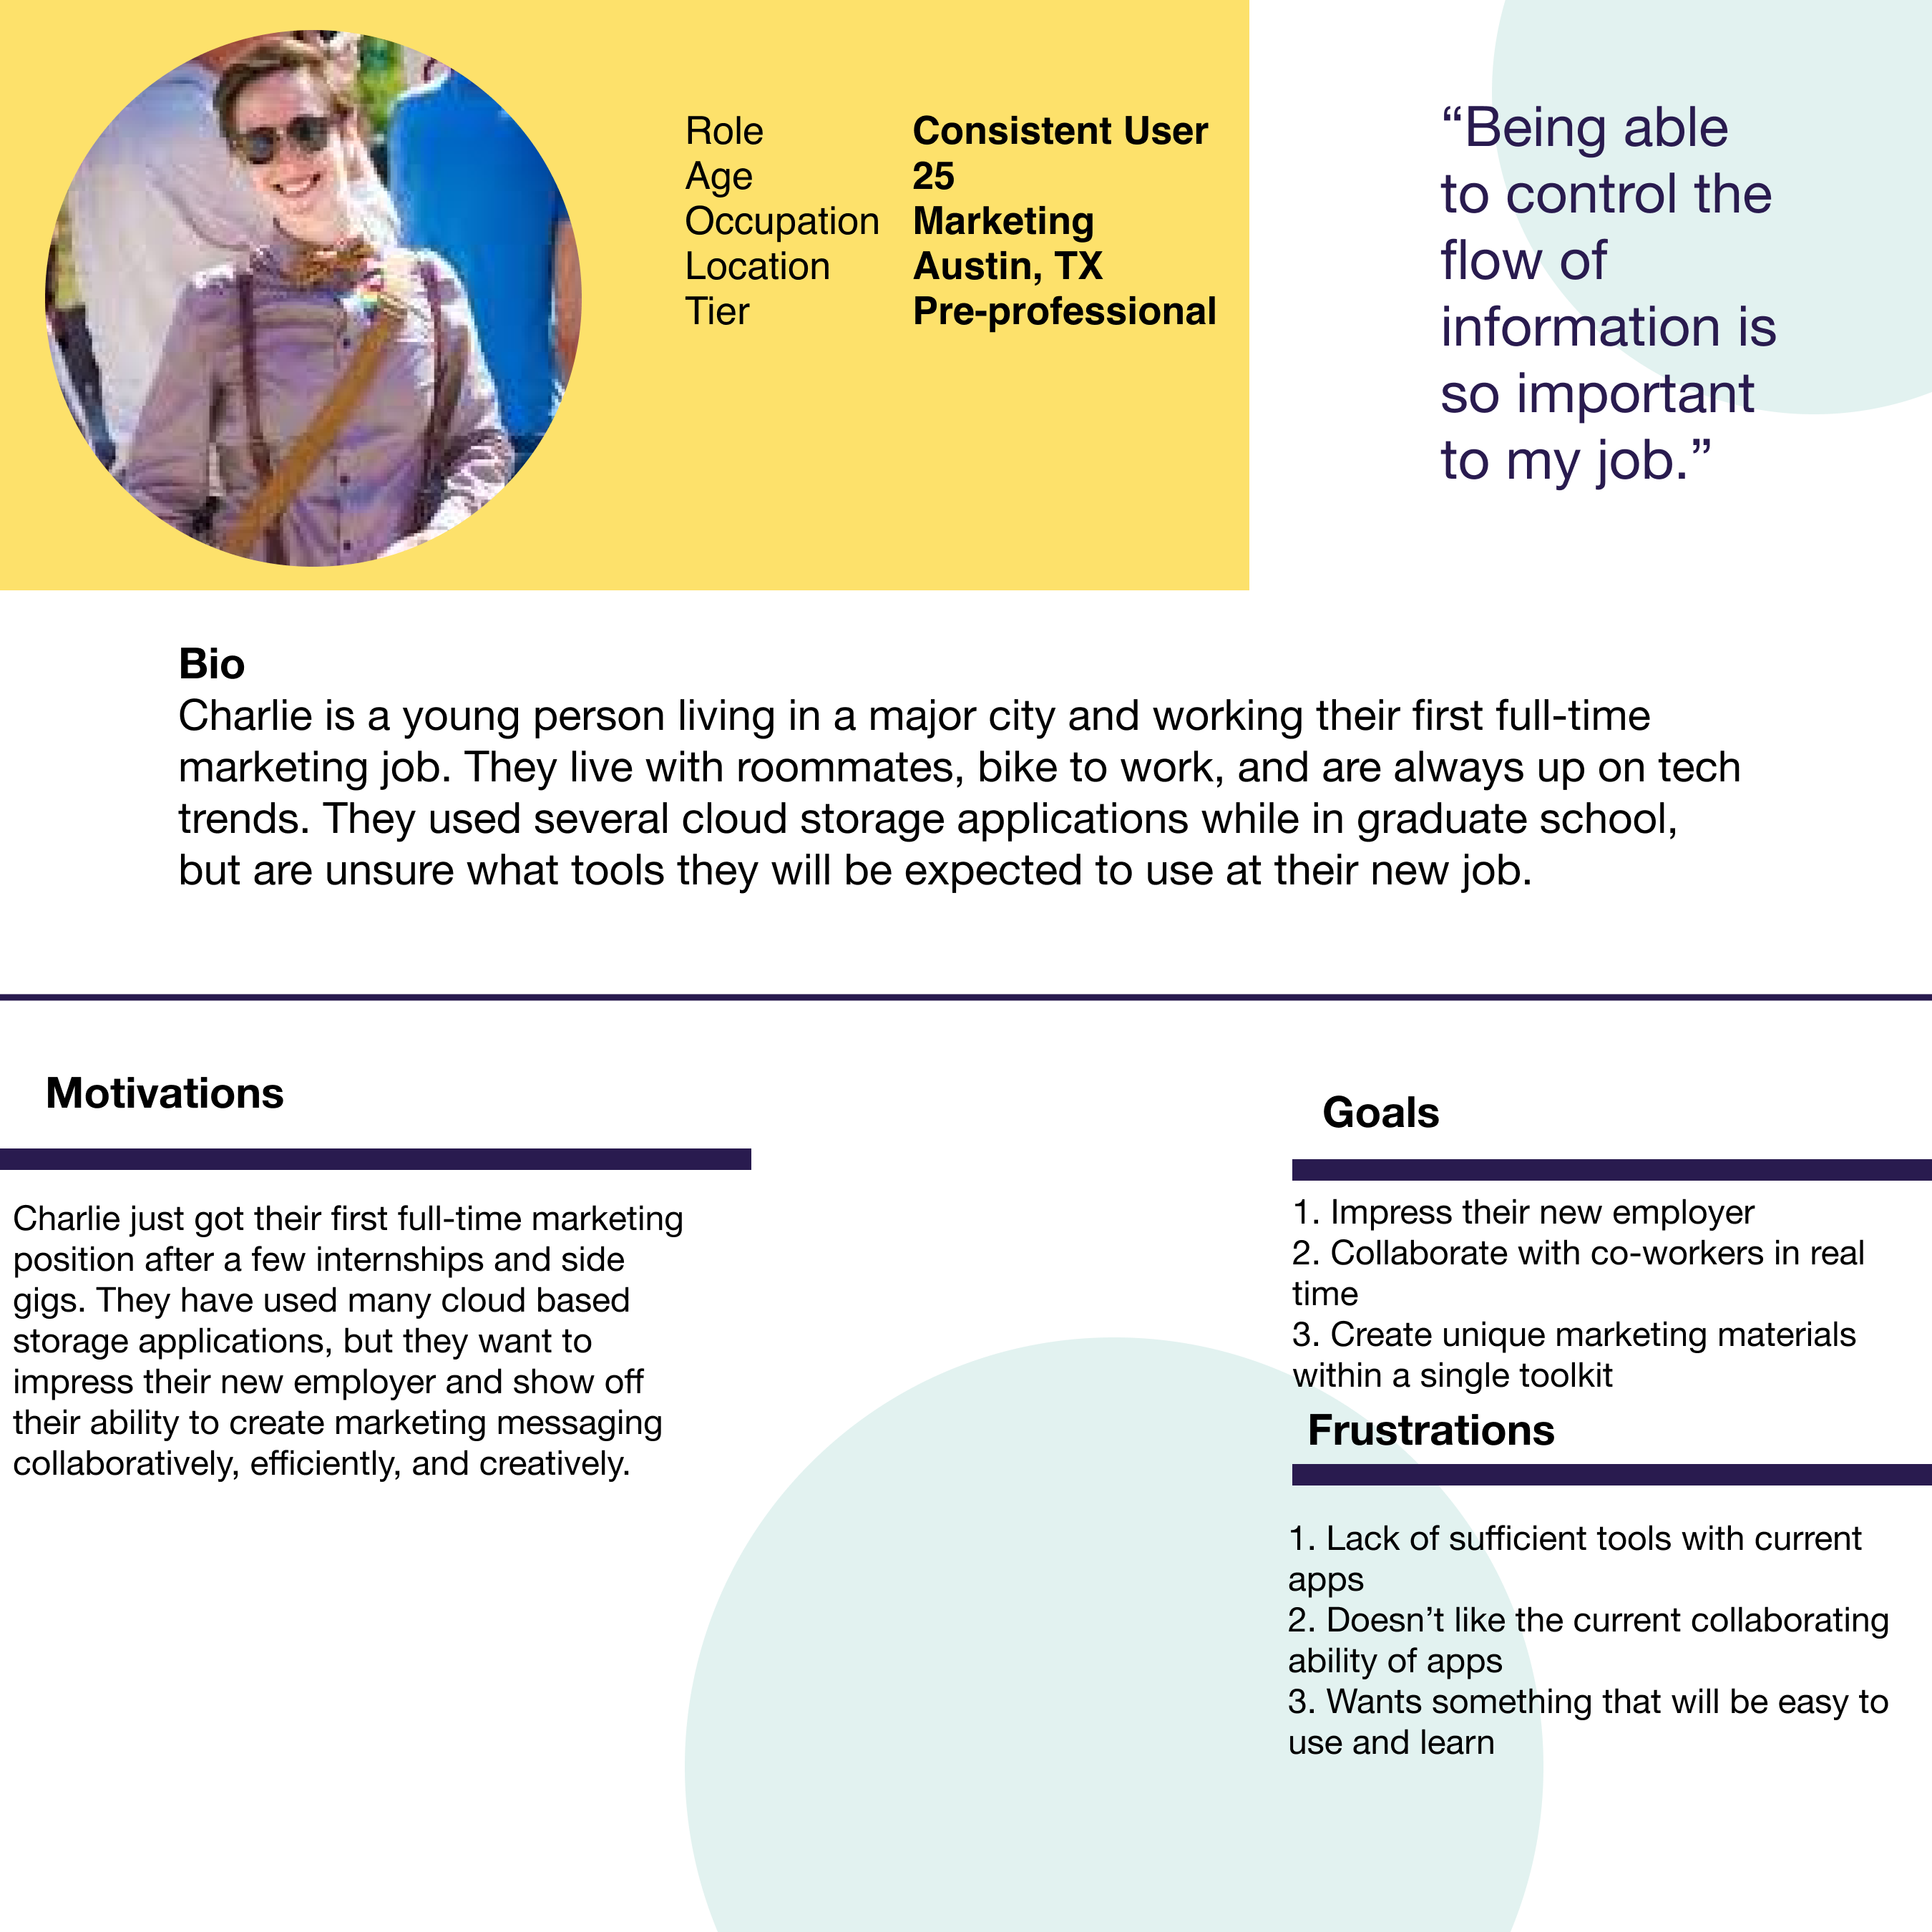 Role Consistent User
Age 25
Occupation Marketing
Location Austin, TX
Tier Pre-professional
“Being able
to control the
flow of
information is
so important
to my job.”
Bio
Charlie is a young person living in a major city and working their first full-time
marketing job. They live with roommates, bike to work, and are always up on tech
trends. They used several cloud storage applications while in graduate school,
but are unsure what tools they will be expected to use at their new job.
Motivations
Charlie just got their first full-time marketing
position after a few internships and side
gigs. They have used many cloud based
storage applications, but they want to
impress their new employer and show off
their ability to create marketing messaging
collaboratively, efficiently, and creatively.
Goals
1. Impress their new employer
2. Collaborate with co-workers in real
time
3. Create unique marketing materials
within a single toolkit
Frustrations
1. Lack of sufficient tools with current
apps
2. Doesn’t like the current collaborating
ability of apps
3. Wants something that will be easy to
use and learn